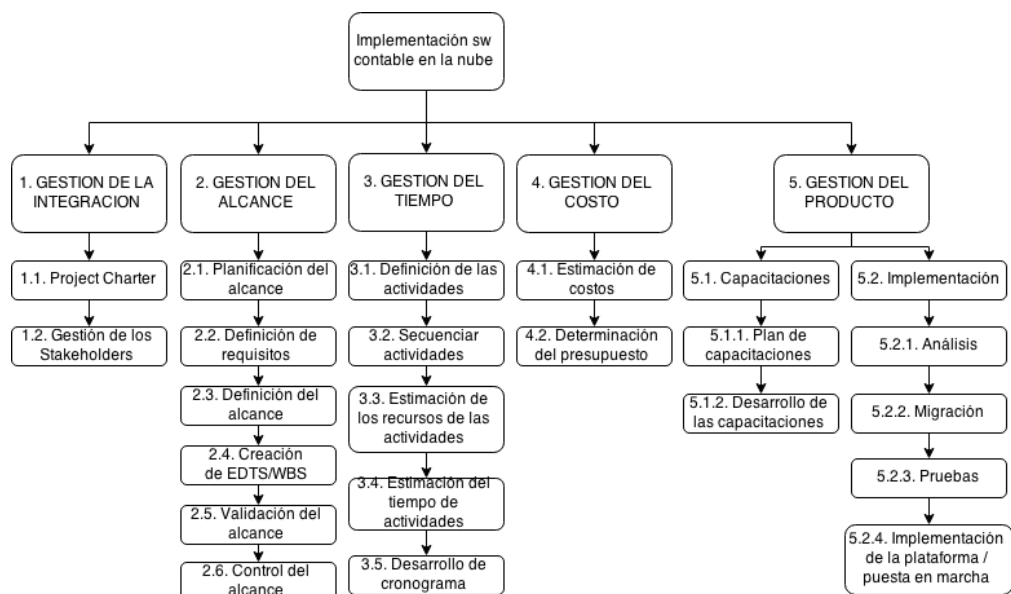 Implementación sw
contable en la nube
1. GESTION DE LA
INTEGRACION
2. GESTION DEL
ALCANCE
3. GESTION DEL
TIEMPO
4. GESTION DEL
COSTO
5. GESTION DEL
PRODUCTO
1.1. Project Charter
1.2. Gestión de los
Stakeholders
2.1. Planificación del
alcance
2.2. Definición de
requisitos
2.3. Definición del
alcance
2.4. Creación
de EDTS/WBS
2.5. Validación del
alcance
2.6. Control del
alcance
3.1. Definición de las
actividades
3.2. Secuenciar
actividades
3.3. Estimación de
los recursos de las
actividades
3.4. Estimación del
tiempo de
actividades
3.5. Desarrollo de
cronograma
4.1. Estimación de
costos
4.2. Determinación
del presupuesto
5.1. Capacitaciones
5.1.1. Plan de
capacitaciones
5.1.2. Desarrollo de
las capacitaciones
5.2. Implementación
5.2.1. Análisis
5.2.2. Migración
5.2.3. Pruebas
5.2.4. Implementación
de la plataforma /
puesta en marcha